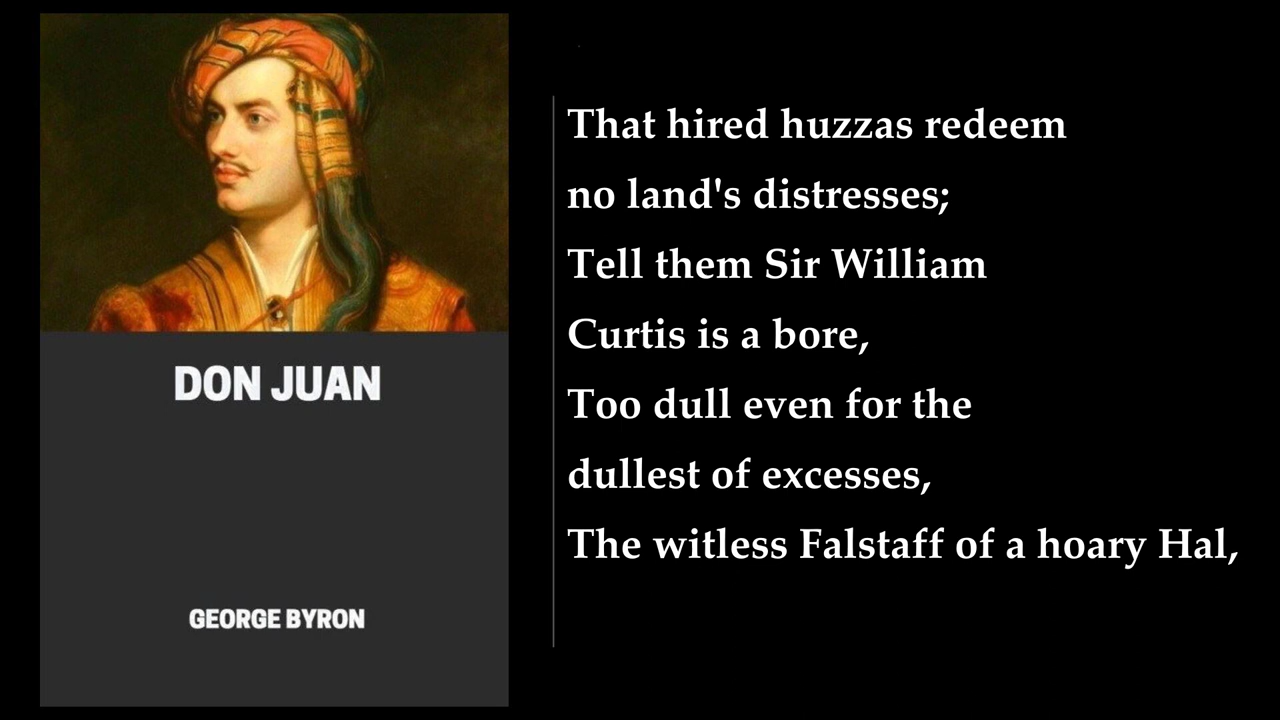 DON JUAN
GEORGE BYRON
That hired huzzas redeem
no land's distresses;
Tell them Sir William
Curtis is a bore,
Too dull even for the
dullest of excesses,
The witless Falstaff of a hoary Hal,